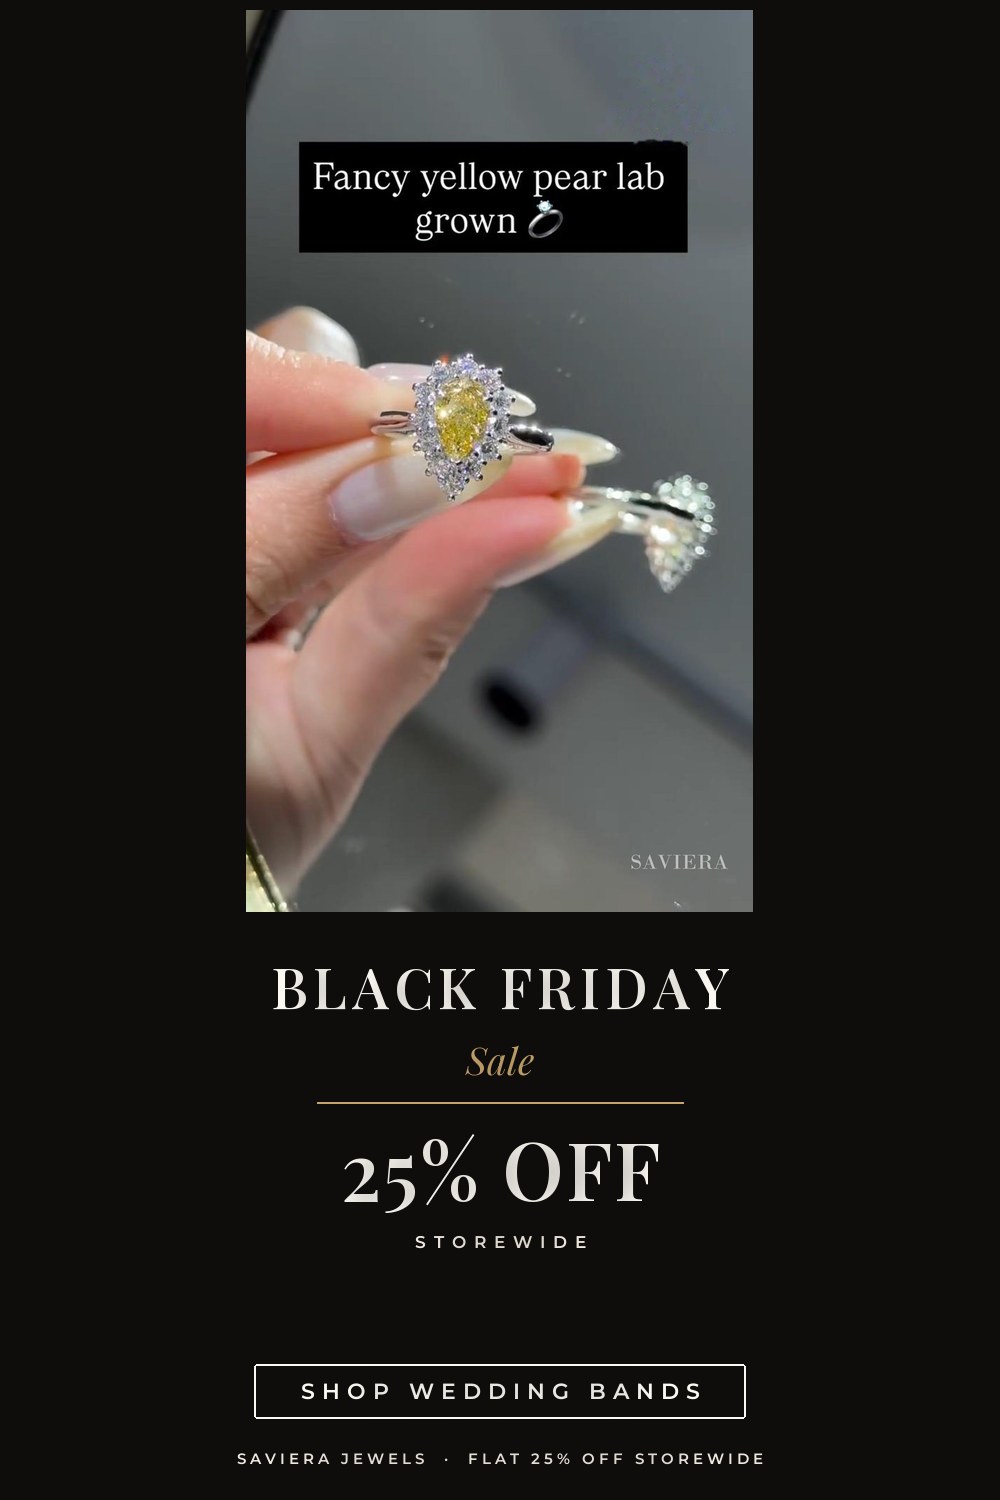 Fancy yellow pear lab
grown 💍
SAVIERA
BLACK FRIDAY
Sale
25% OFF
STOREWIDE
SHOP WEDDING BANDS
SAVIERA JEWELS · FLAT 25% OFF STOREWIDE